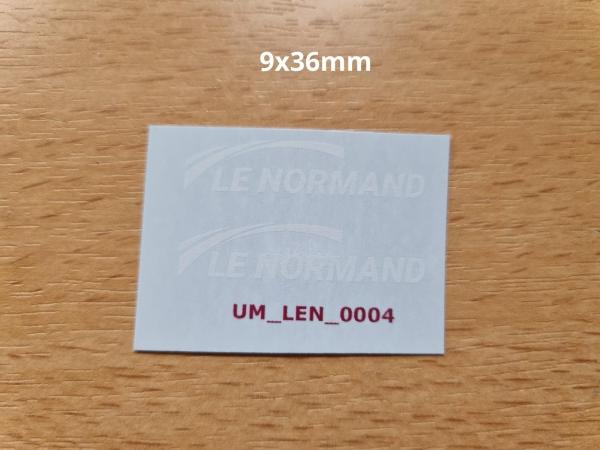 9x36mm
LE NORMAND
LE NORMAND
UM_LEN_0004